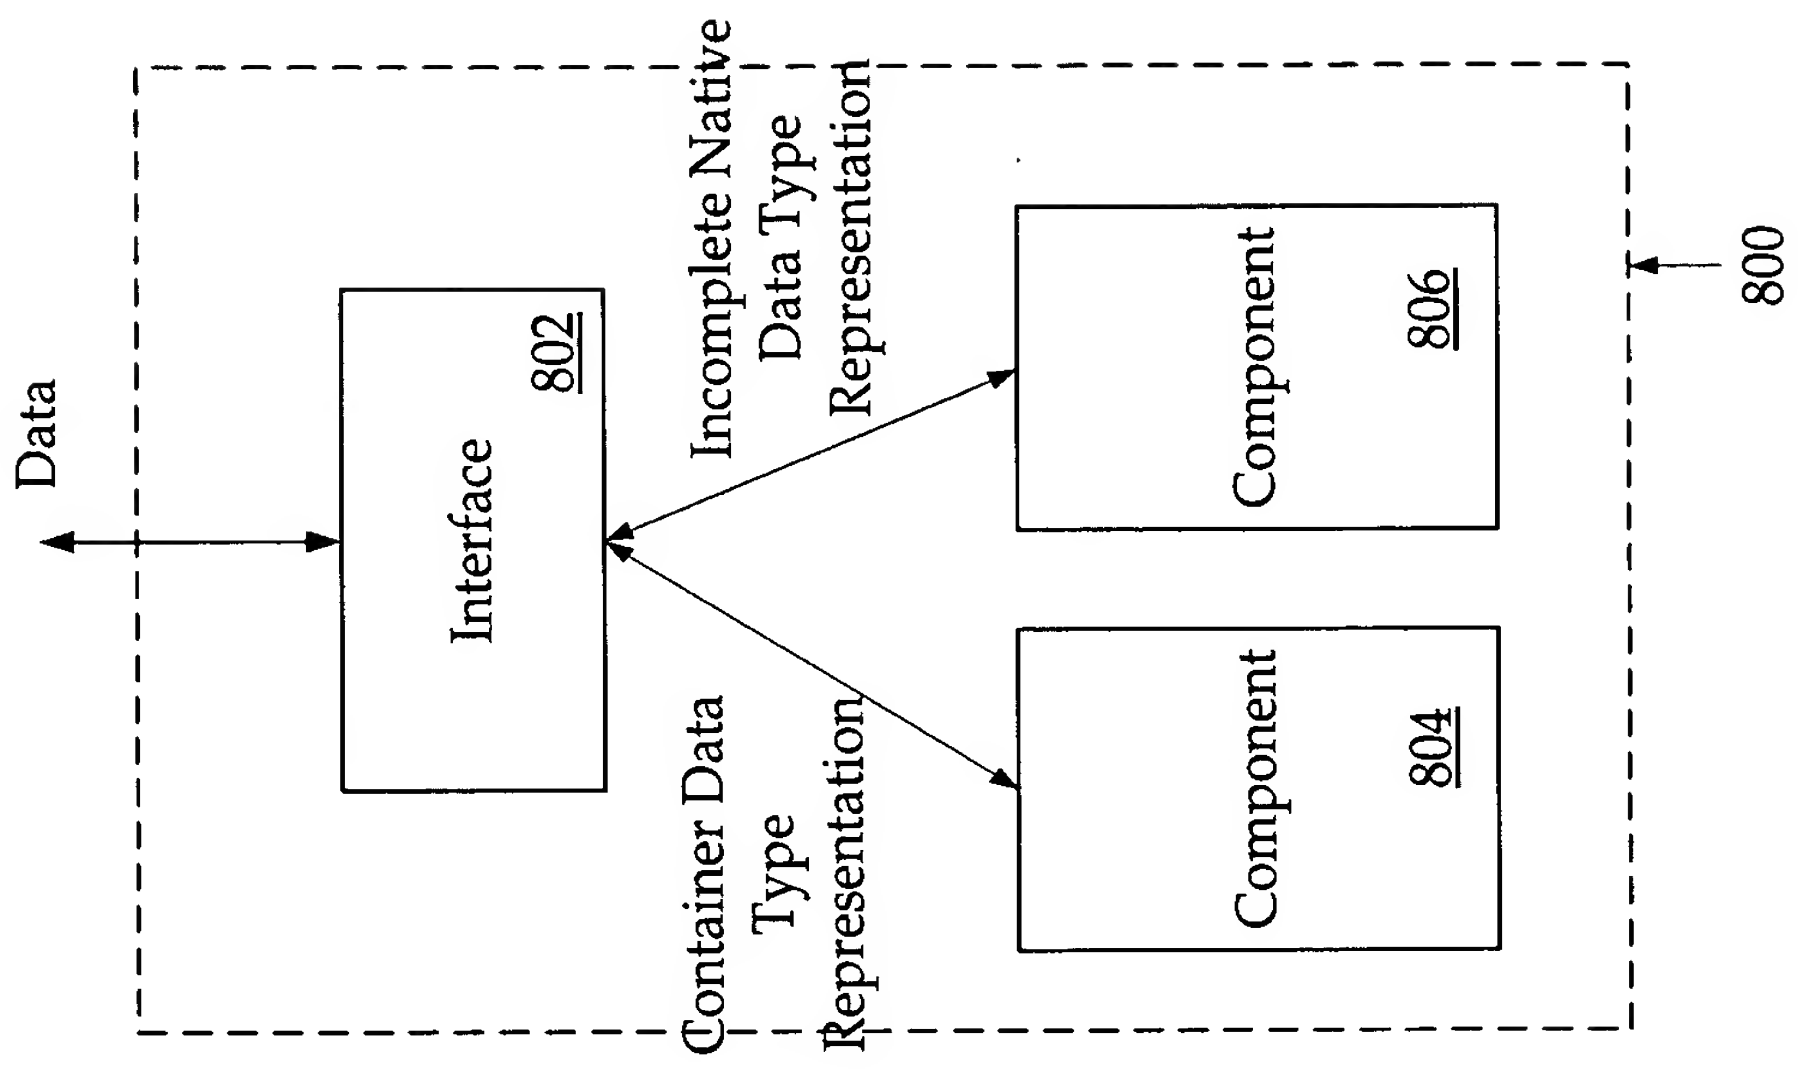 Data
Interface
802
Container Data
Type
Representation
Incomplete Native
Data Type
Representation
Component
804
Component
806
800